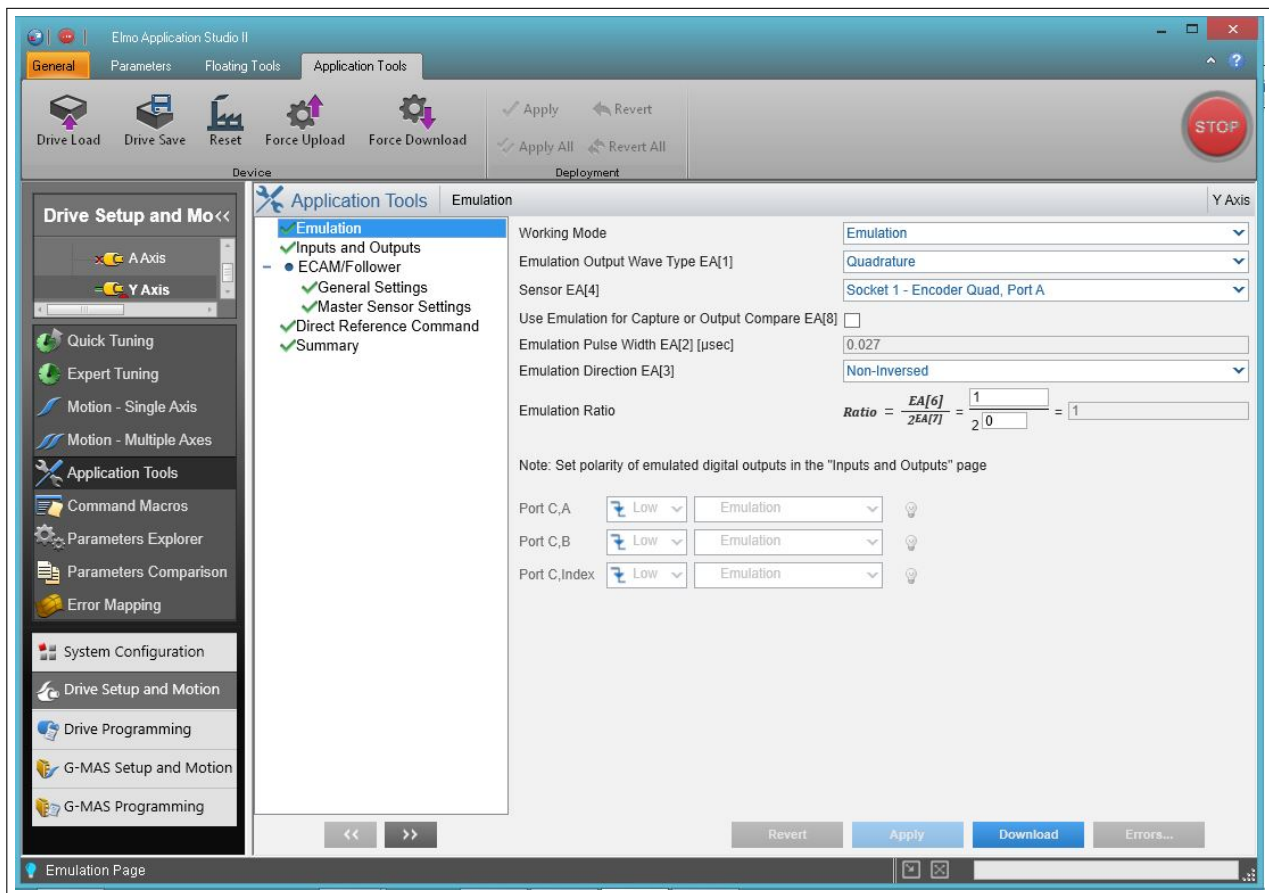 Elmo Application Studio II
General Parameters Floating Tools Application Tools
Drive Load Drive Save Reset Force Upload Force Download
Apply Revert
Apply All Revert All
Device Deployment
STOP
Drive Setup and Mo<<
A Axis
Y Axis
Quick Tuning
Expert Tuning
Motion - Single Axis
Motion - Multiple Axes
Application Tools
Command Macros
Parameters Explorer
Parameters Comparison
Error Mapping
System Configuration
Drive Setup and Motion
Drive Programming
G-MAS Setup and Motion
G-MAS Programming
Application Tools Emulation Y Axis
Emulation
Inputs and Outputs
ECAM/Follower
General Settings
Master Sensor Settings
Direct Reference Command
Summary
Working Mode Emulation
Emulation Output Wave Type EA[1] Quadrature
Sensor EA[4] Socket 1 - Encoder Quad, Port A
Use Emulation for Capture or Output Compare EA[8]
Emulation Pulse Width EA[2] [µsec] 0.027
Emulation Direction EA[3] Non-Inversed
Emulation Ratio Ratio = EA[6] / 2^EA[7] = 1 / 2 0 = 1
Note: Set polarity of emulated digital outputs in the "Inputs and Outputs" page
Port C,A Low Emulation
Port C,B Low Emulation
Port C,Index Low Emulation
<< >> Revert Apply Download Errors...
Emulation Page